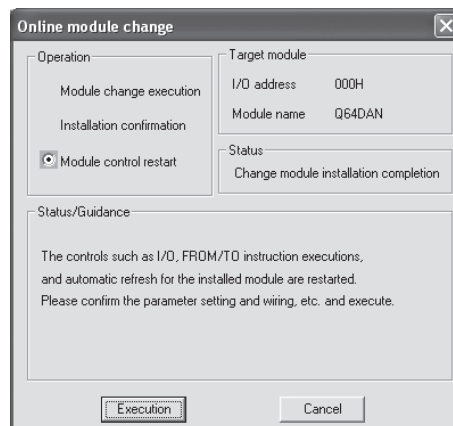 Online module change
Operation
Module change execution
Installation confirmation
Module control restart
Target module
I/O address 000H
Module name Q64DAN
Status
Change module installation completion
Status/Guidance
The controls such as I/O, FROM/TO instruction executions,
and automatic refresh for the installed module are restarted.
Please confirm the parameter setting and wiring, etc. and execute.
Execution Cancel